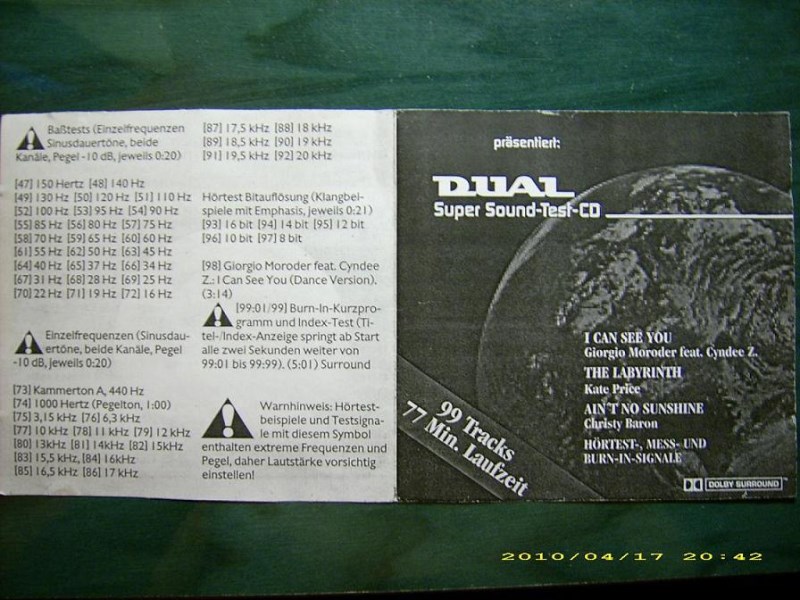 Baßtests (Einzelfrequenzen
Sinusdauertöne, beide
Kanäle, Pegel -10 dB, jeweils 0:20)
[47] 150 Hertz [48] 140 Hz
[49] 130 Hz [50] 120 Hz [51] 110 Hz
[52] 100 Hz [53] 95 Hz [54] 90 Hz
[55] 85 Hz [56] 80 Hz [57] 75 Hz
[58] 70 Hz [59] 65 Hz [60] 60 Hz
[61] 55 Hz [62] 50 Hz [63] 45 Hz
[64] 40 Hz [65] 37 Hz [66] 34 Hz
[67] 31 Hz [68] 28 Hz [69] 25 Hz
[70] 22 Hz [71] 19 Hz [72] 16 Hz
Einzelfrequenzen (Sinusdau-
ertöne, beide Kanäle, Pegel
-10 dB, jeweils 0:20)
[73] Kammerton A, 440 Hz
[74] 1000 Hertz (Pegelton, 1:00)
[75] 3,15 kHz [76] 6,3 kHz
[77] 10 kHz [78] 11 kHz [79] 12 kHz
[80] 13kHz [81] 14kHz [82] 15kHz
[83] 15,5 kHz, [84] 16kHz
[85] 16,5 kHz [86] 17 kHz
[87] 17,5 kHz [88] 18 kHz
[89] 18,5 kHz [90] 19 kHz
[91] 19,5 kHz [92] 20 kHz
Hörtest Bitauflösung (Klangbei-
spiele mit Emphasis, jeweils 0:21)
[93] 16 bit [94] 14 bit [95] 12 bit
[96] 10 bit [97] 8 bit
[98] Giorgio Moroder feat. Cyndee
Z.: I Can See You (Dance Version).
(3:14)
[99:01/99] Burn-In-Kurzpro-
gramm und Index-Test (Ti-
tel-/Index-Anzeige springt ab Start
alle zwei Sekunden weiter von
99:01 bis 99:99). (5:01) Surround
Warnhinweis: Hörtest-
beispiele und Testsigna-
le mit diesem Symbol
enthalten extreme Frequenzen und
Pegel, daher Lautstärke vorsichtig
einstellen!
präsentiert:
DUAL
Super Sound-Test-CD
I CAN SEE YOU
Giorgio Moroder feat. Cyndee Z.
THE LABYRINTH
Kate Price
AIN'T NO SUNSHINE
Christy Baron
HÖRTEST-, MESS- UND
BURN-IN-SIGNALE
99 Tracks
77 Min. Laufzeit
DOLBY SURROUND
2010/04/17 20:42